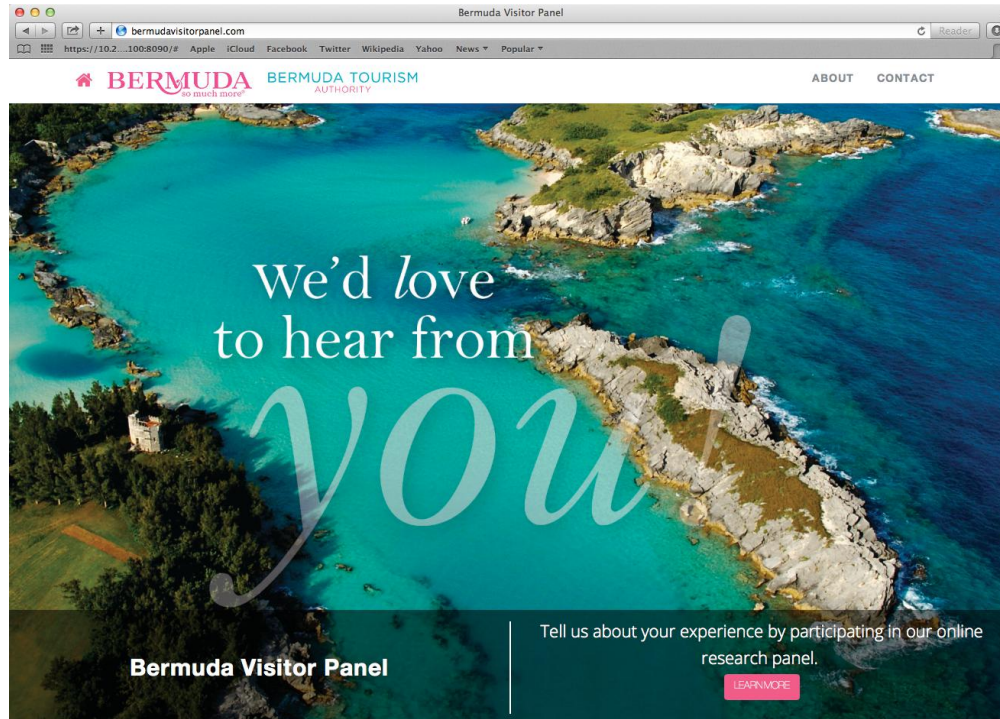 Bermuda Visitor Panel
bermudavisitorpanel.com
Reader
https://10.2....100:8090/# Apple iCloud Facebook Twitter Wikipedia Yahoo News Popular
BERMUDA
so much more
BERMUDA TOURISM
AUTHORITY
ABOUT CONTACT
We'd love
to hear from
you!
Bermuda Visitor Panel
Tell us about your experience by participating in our online
research panel.
LEARN MORE